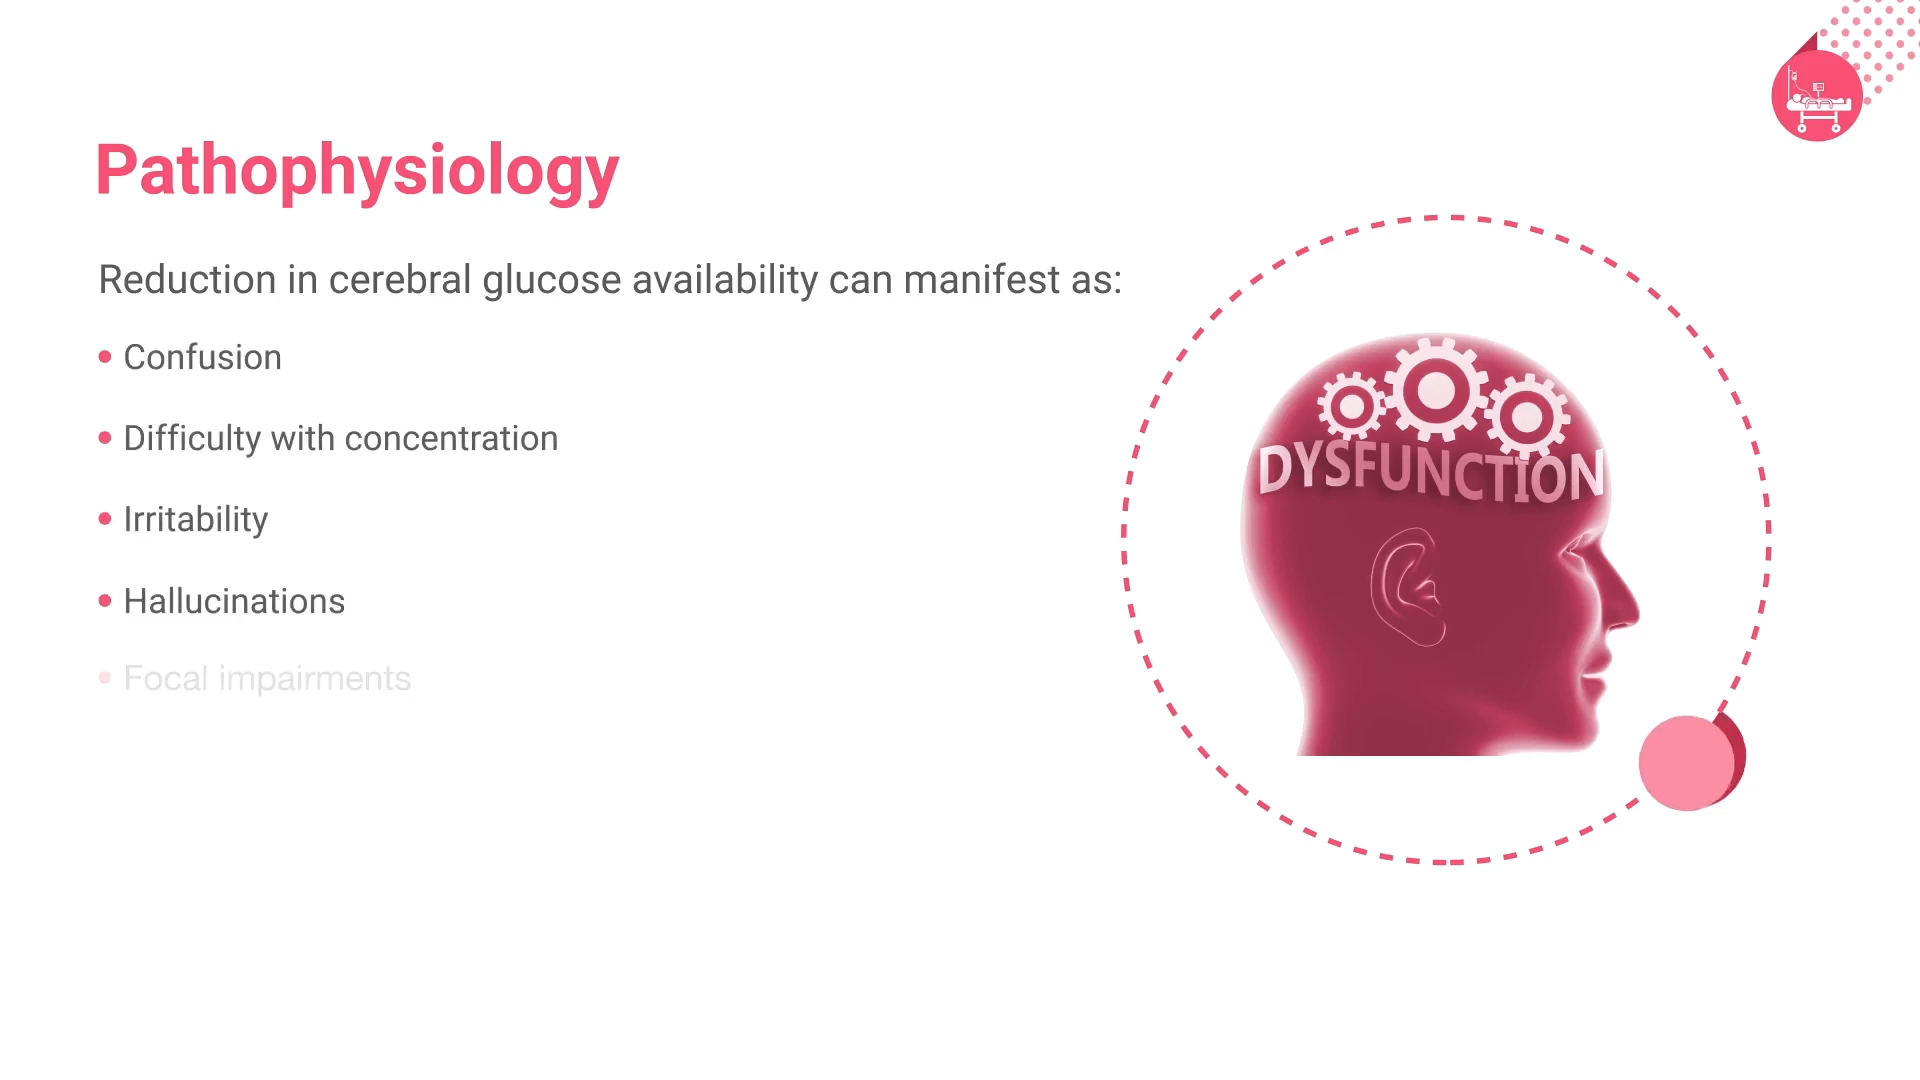 Pathophysiology
Reduction in cerebral glucose availability can manifest as:
• Confusion
• Difficulty with concentration
• Irritability
• Hallucinations
• Focal impairments
DYSFUNCTION